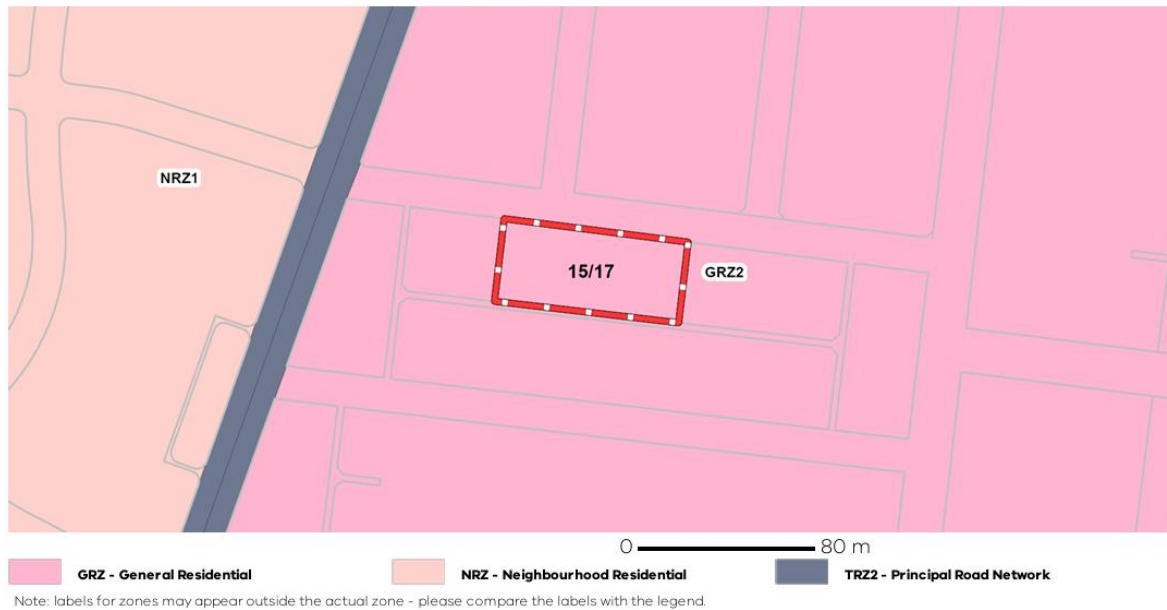 NRZ1
15/17
GRZ2
0 80 m
GRZ - General Residential
NRZ - Neighbourhood Residential
TRZ2 - Principal Road Network
Note: labels for zones may appear outside the actual zone - please compare the labels with the legend.